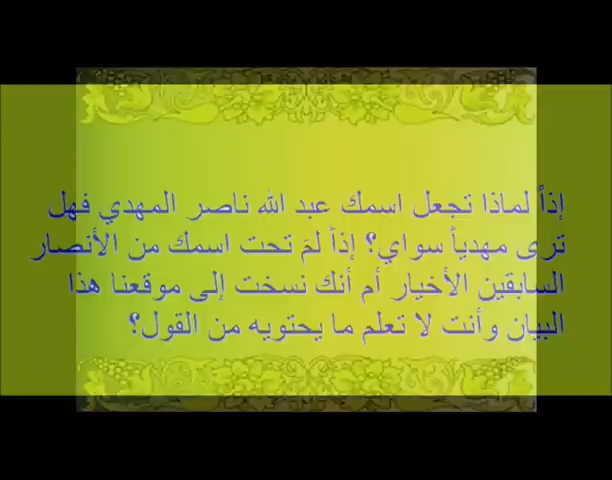 إذاً لماذا تجعل اسمك عبد الله ناصر المهدي فهل
ترى مهدياً سواي؟ إذاً لمَ تحت اسمك من الأنصار
السابقين الأخيار أم أنك نسخت إلى موقعنا هذا
البيان وأنت لا تعلم ما يحتويه من القول؟